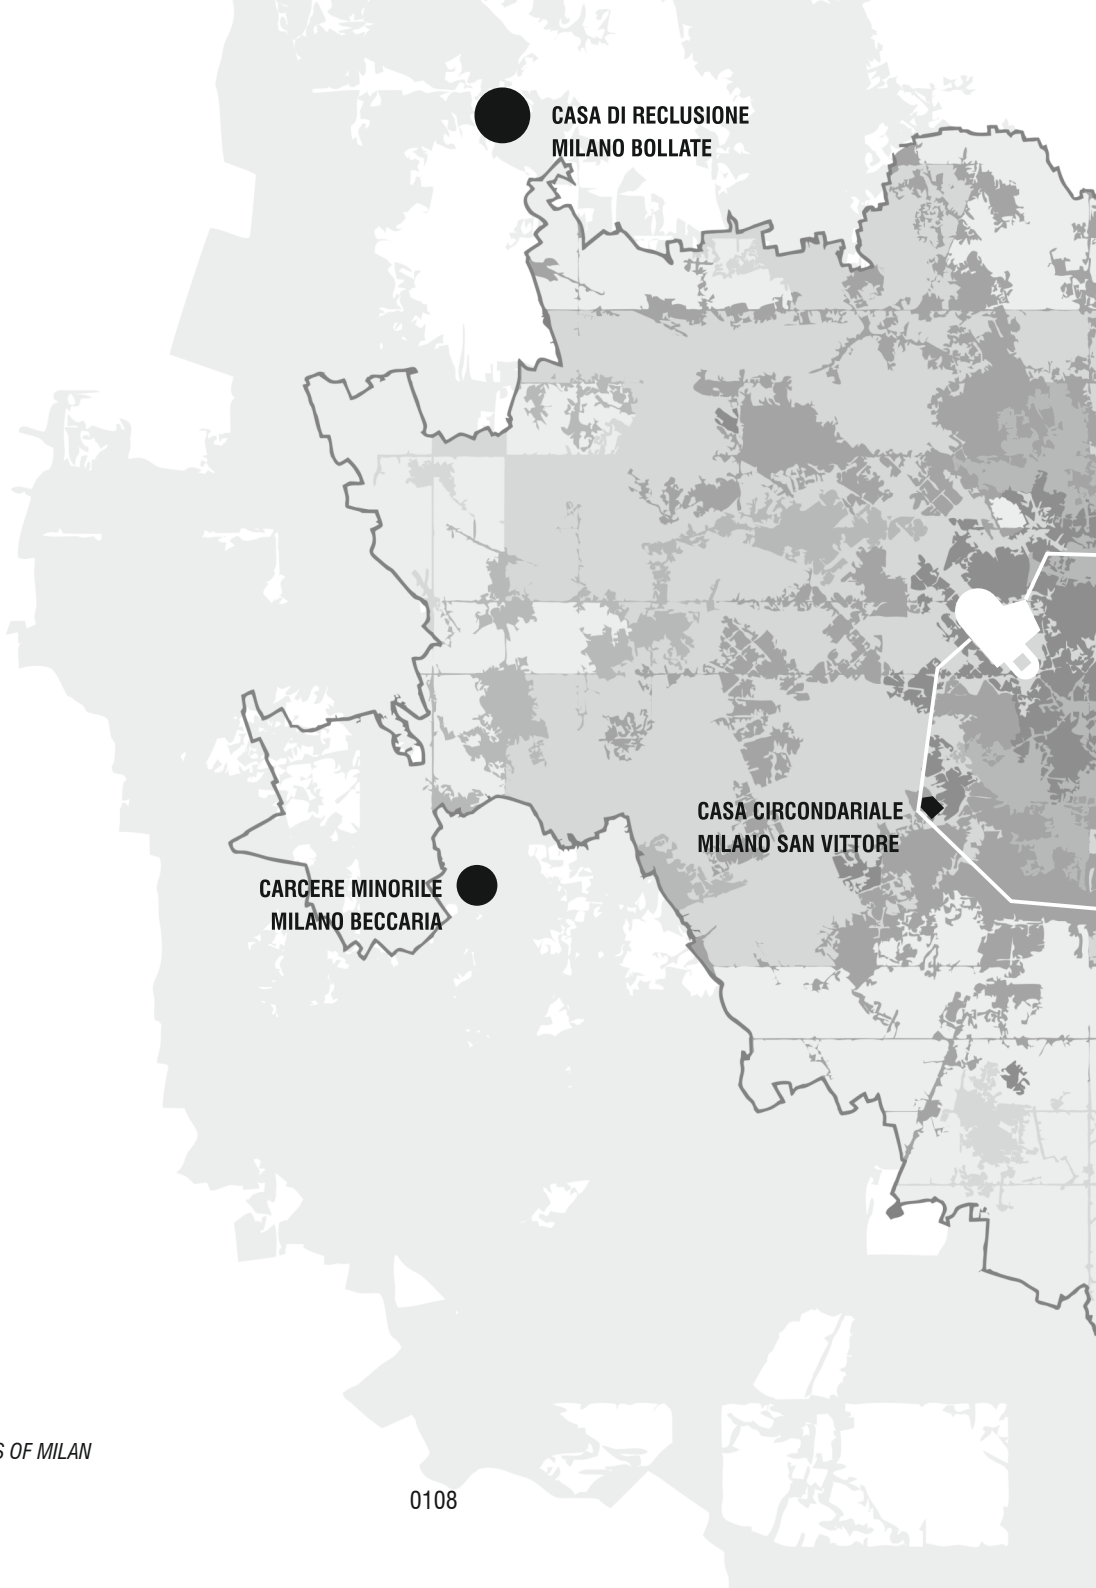 CASA DI RECLUSIONE
MILANO BOLLATE
CASA CIRCONDARIALE
MILANO SAN VITTORE
CARCERE MINORILE
MILANO BECCARIA
OF MILAN
0108